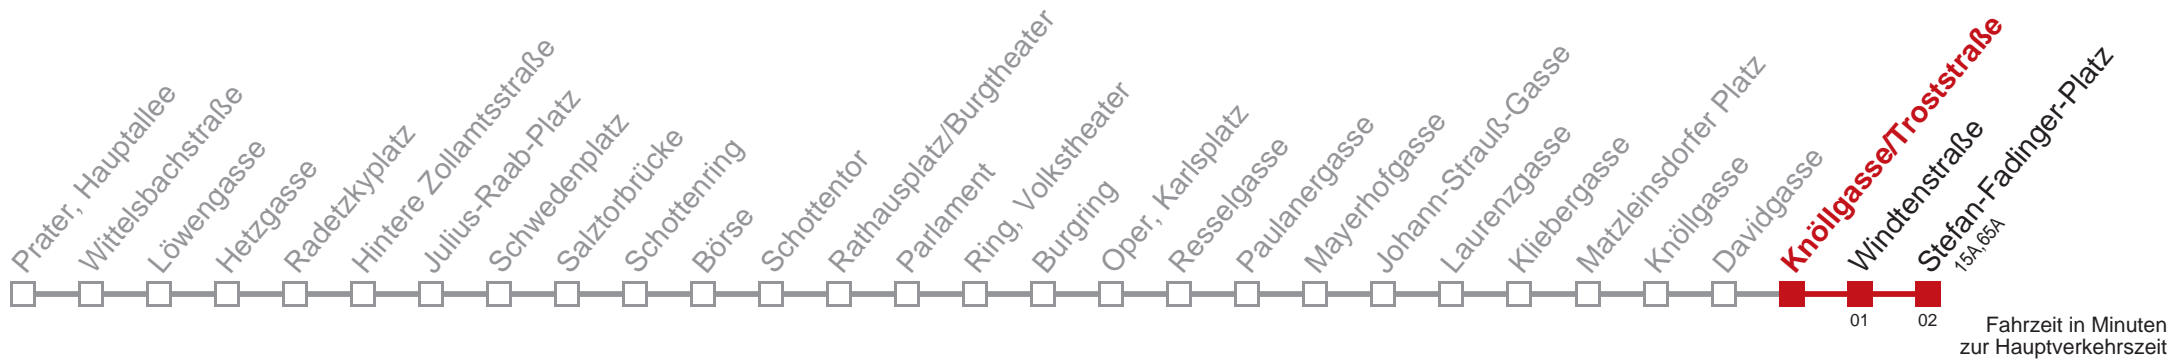 Prater, Hauptallee
Wittelsbachstraße
Löwengasse
Hetzgasse
Radetzkyplatz
Hintere Zollamtsstraße
Julius-Raab-Platz
Schwedenplatz
Salztorbrücke
Schottenring
Börse
Schottentor
Rathausplatz/Burgtheater
Parlament
Ring, Volkstheater
Burgring
Oper, Karlsplatz
Resselgasse
Paulanergasse
Mayerhofgasse
Johann-Strauß-Gasse
Laurenzgasse
Kliebergasse
Matzleinsdorfer Platz
Knöllgasse
Davidgasse
Knöllgasse/Troststraße
Windtenstraße
Stefan-Fadinger-Platz
15A,65A
01
02
Fahrzeit in Minuten
zur Hauptverkehrszeit